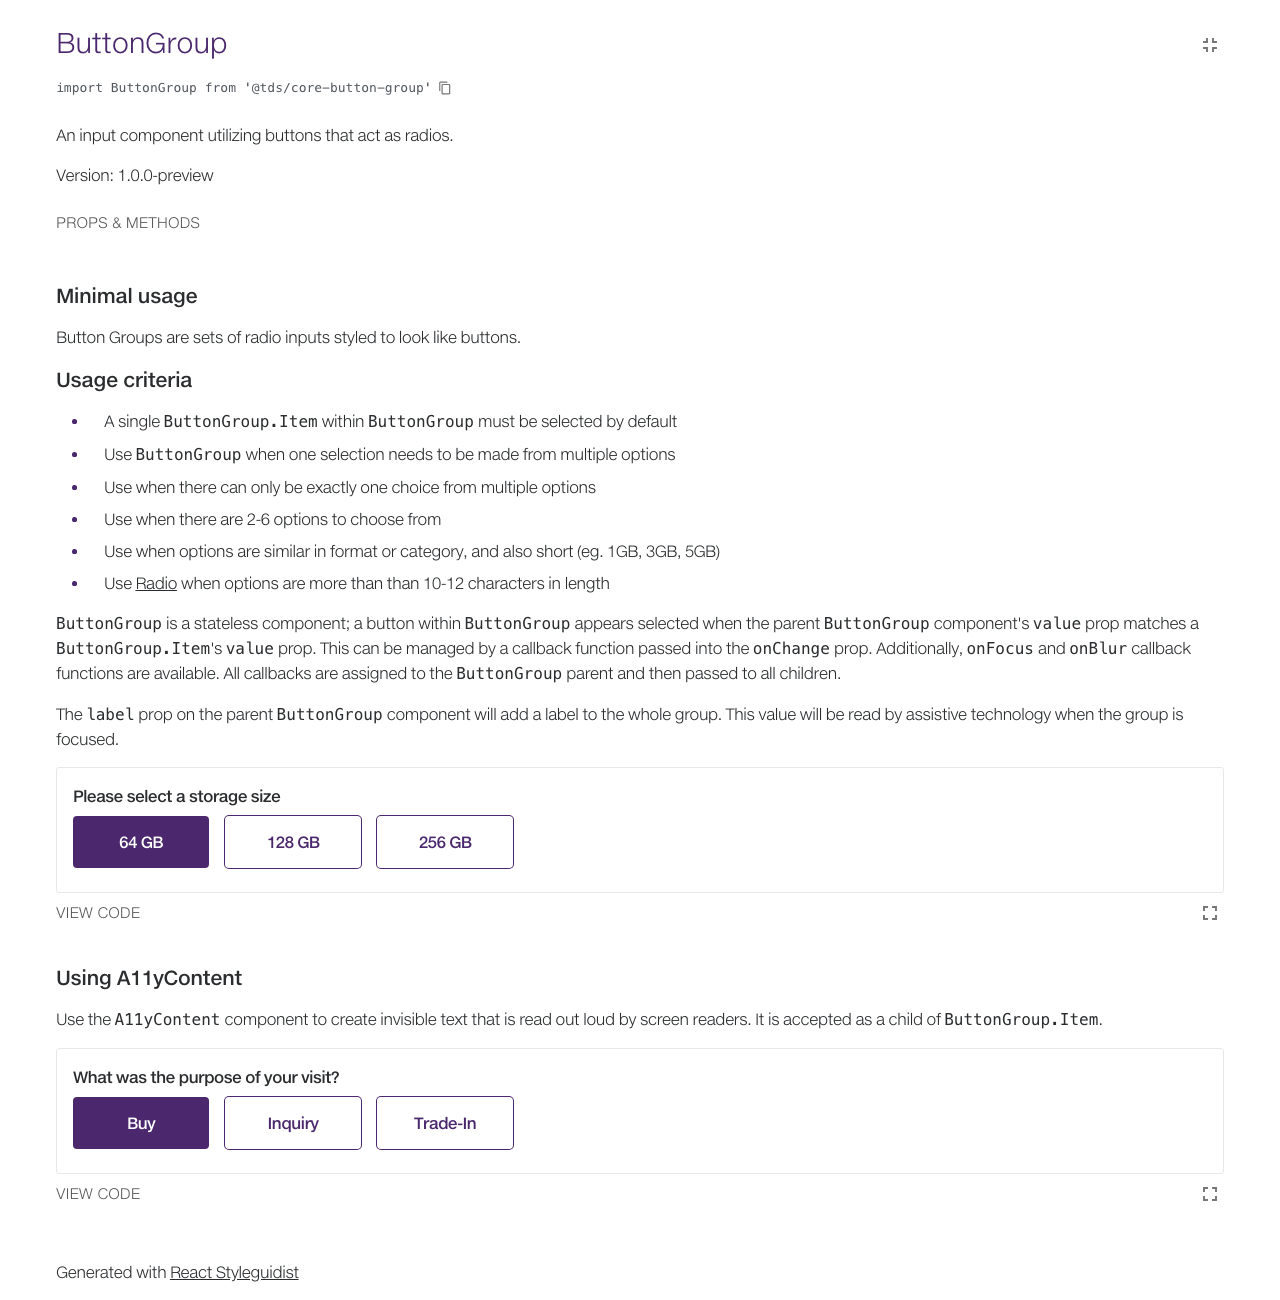 ButtonGroup
import ButtonGroup from '@tds/core-button-group'
An input component utilizing buttons that act as radios.
Version: 1.0.0-preview
PROPS & METHODS
Minimal usage
Button Groups are sets of radio inputs styled to look like buttons.
Usage criteria
• A single ButtonGroup.Item within ButtonGroup must be selected by default
• Use ButtonGroup when one selection needs to be made from multiple options
• Use when there can only be exactly one choice from multiple options
• Use when there are 2-6 options to choose from
• Use when options are similar in format or category, and also short (eg. 1GB, 3GB, 5GB)
• Use Radio when options are more than than 10-12 characters in length
ButtonGroup is a stateless component; a button within ButtonGroup appears selected when the parent ButtonGroup component's value prop matches a
ButtonGroup.Item's value prop. This can be managed by a callback function passed into the onChange prop. Additionally, onFocus and onBlur callback
functions are available. All callbacks are assigned to the ButtonGroup parent and then passed to all children.
The label prop on the parent ButtonGroup component will add a label to the whole group. This value will be read by assistive technology when the group is
focused.
Please select a storage size
64 GB 128 GB 256 GB
VIEW CODE
Using A11yContent
Use the A11yContent component to create invisible text that is read out loud by screen readers. It is accepted as a child of ButtonGroup.Item.
What was the purpose of your visit?
Buy Inquiry Trade-In
VIEW CODE
Generated with React Styleguidist